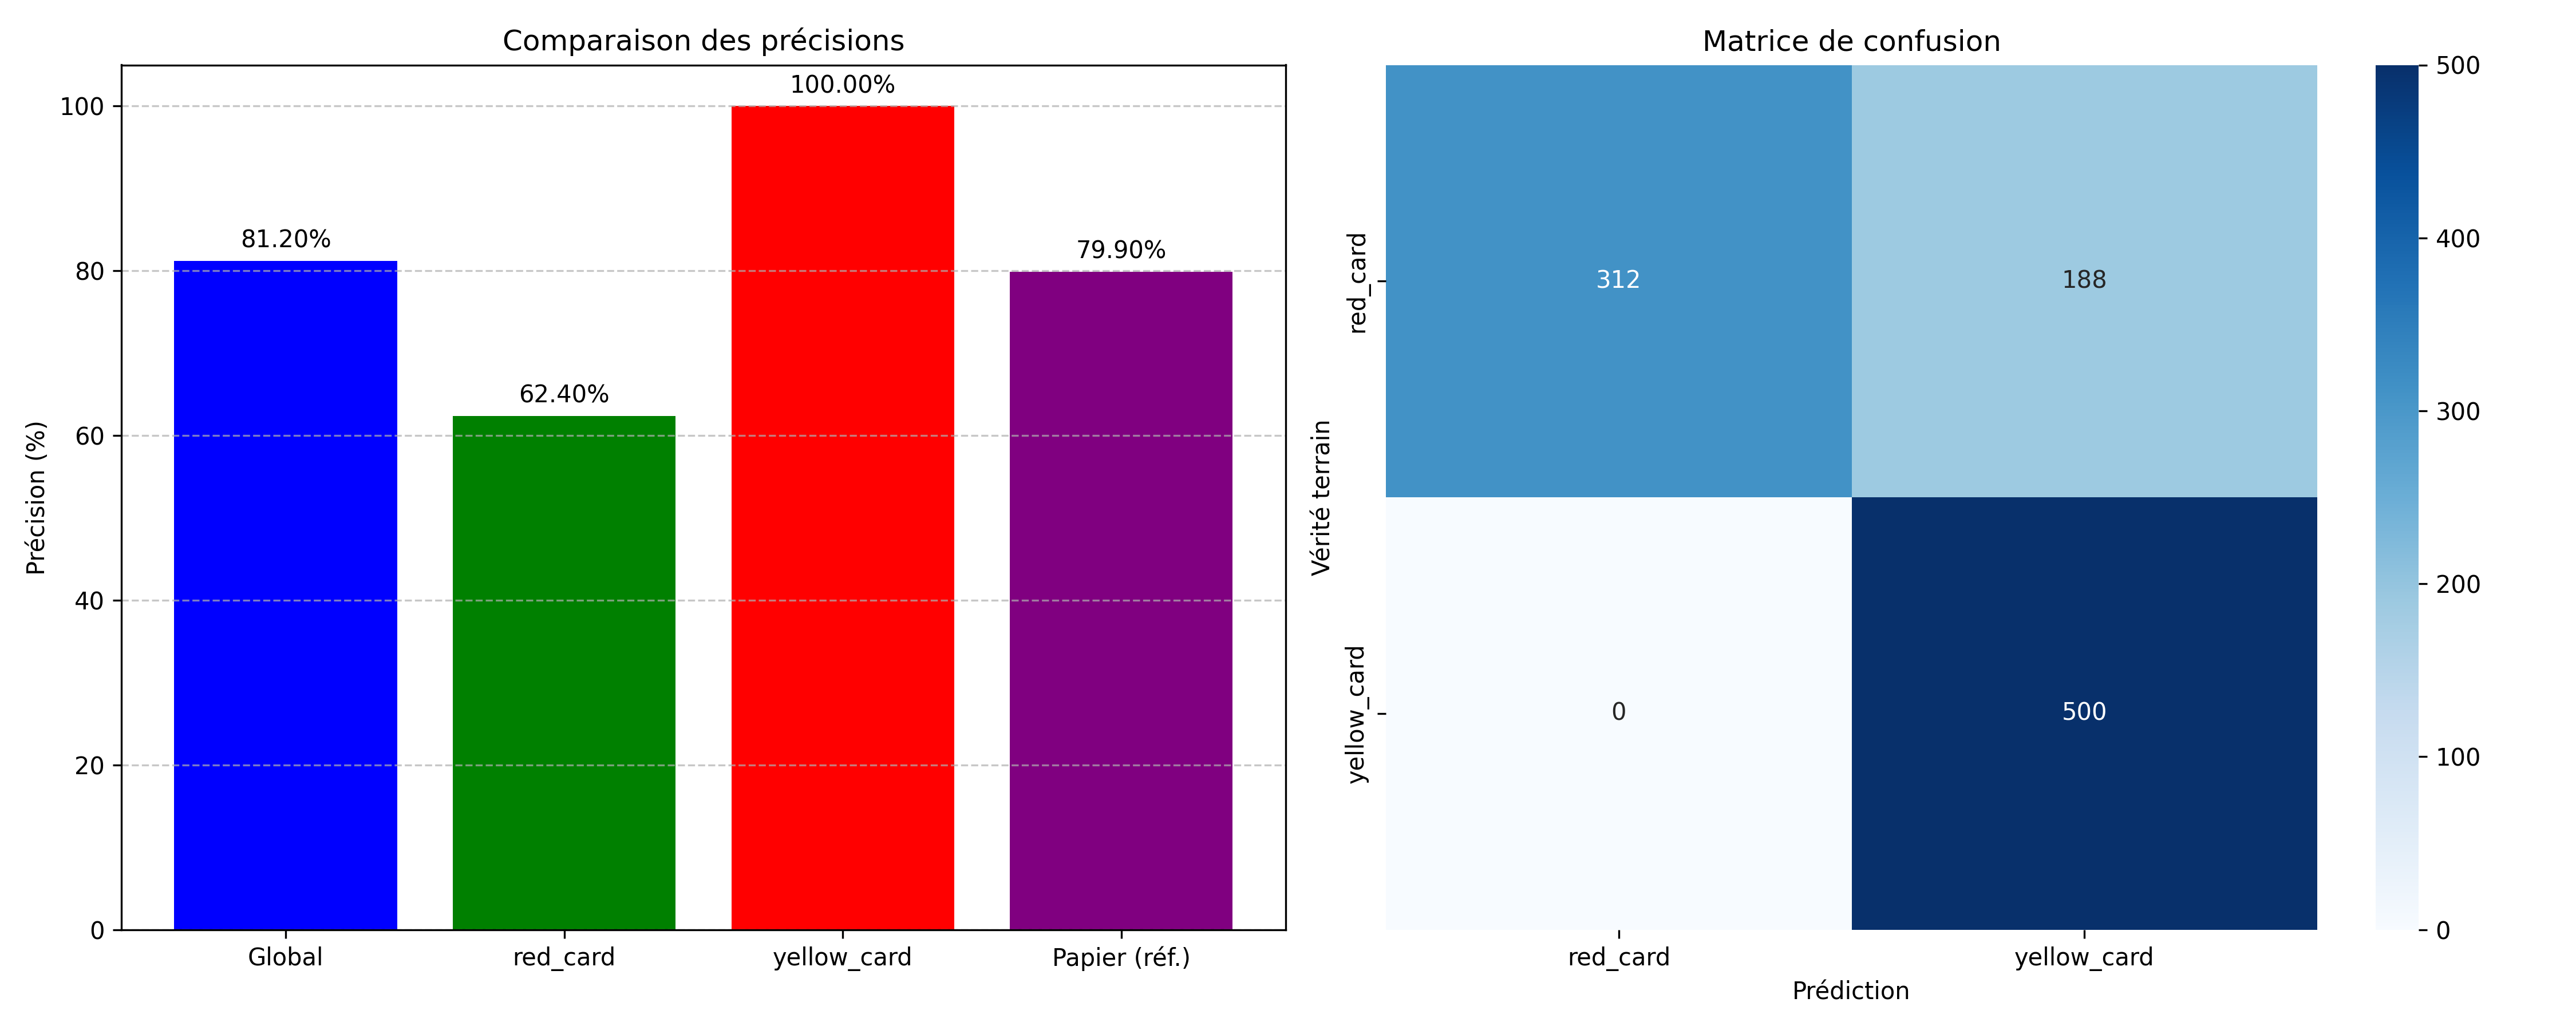 Comparaison des précisions
Précision (%)
100
80
60
40
20
0
81.20%
62.40%
100.00%
79.90%
Global
red_card
yellow_card
Papier (réf.)
Matrice de confusion
Vérité terrain
red_card
yellow_card
312
188
0
500
red_card
yellow_card
Prédiction
500
400
300
200
100
0